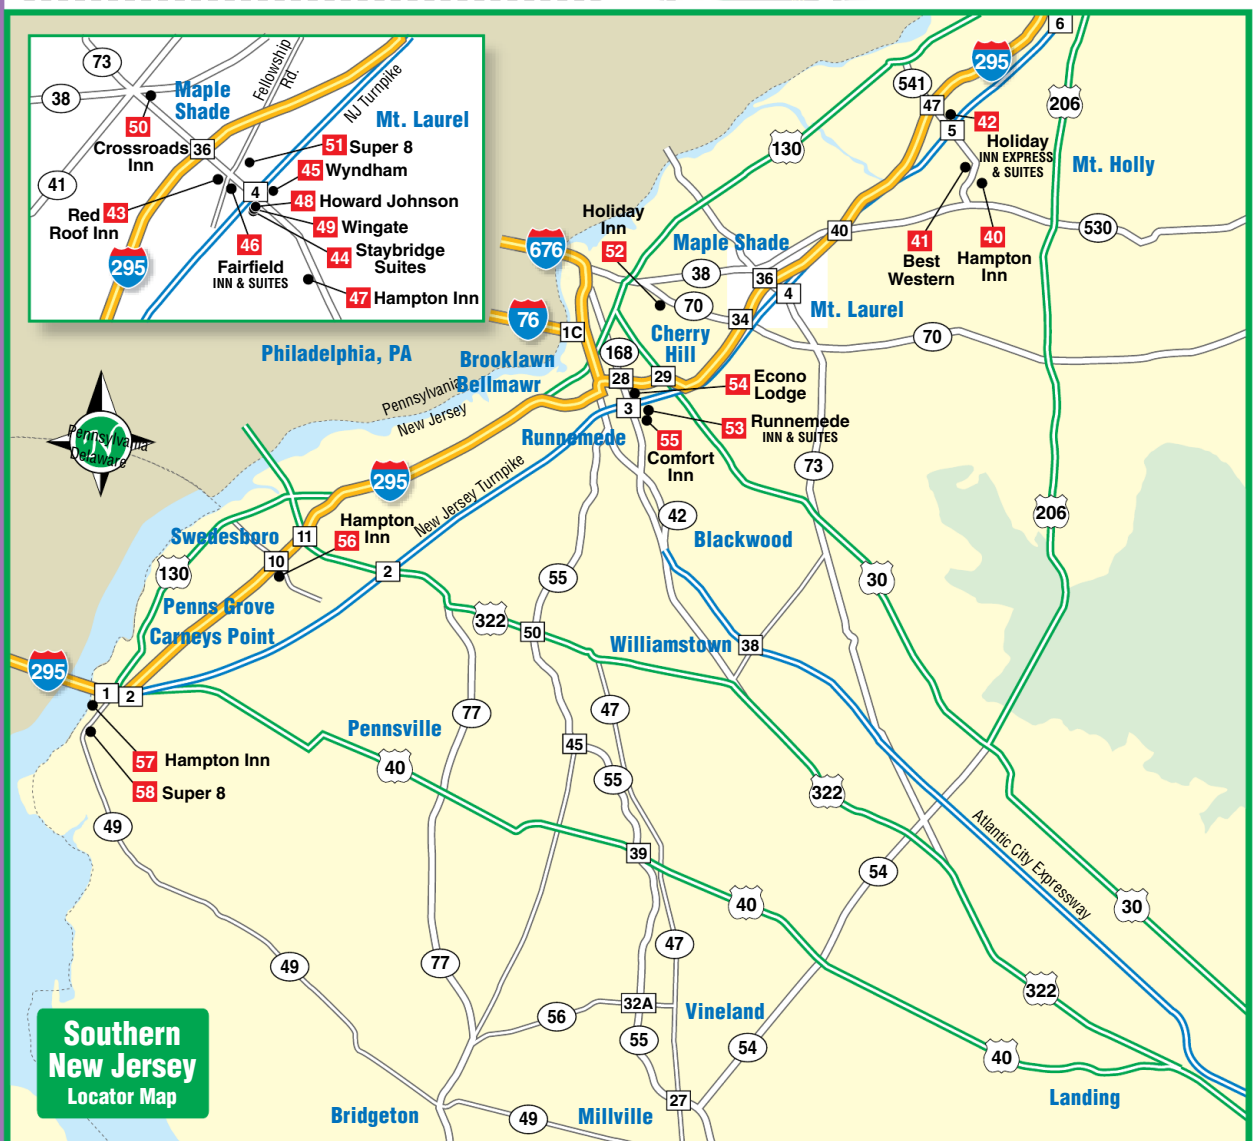 73
38
41
Maple
Shade
Fellowship
Rd.
NJ Turnpike
Mt. Laurel
50
Crossroads
Inn
36
51 Super 8
45 Wyndham
4
48 Howard Johnson
49 Wingate
44 Staybridge
Suites
Red 43
Roof Inn
46
Fairfield
INN & SUITES
47 Hampton Inn
295
6
295
541
47
206
5
42
Holiday
INN EXPRESS
& SUITES
130
Mt. Holly
Holiday
Inn
52
676
Maple Shade
40
530
41
Best
Western
40
Hampton
Inn
38
36
4
70
34
Mt. Laurel
76
1C
Cherry
Hill
70
Philadelphia, PA
Brooklawn
168
Bellmawr
28
29
54 Econo
Lodge
Pennsylvania
New Jersey
3
53 Runnemede
INN & SUITES
Runnemede
55
Comfort
Inn
Pennsylvania
Delaware
N
295
New Jersey Turnpike
73
206
42
Swedesboro
11
Hampton
Inn
56
Blackwood
10
2
130
55
30
Penns Grove
Carneys Point
322
50
Williamstown
38
295
1
2
77
47
Pennsville
45
57 Hampton Inn
40
55
58 Super 8
322
49
Atlantic City Expressway
39
54
40
30
47
49
77
322
32A
Vineland
56
55
54
40
Southern
New Jersey
Locator Map
27
Landing
Bridgeton
49
Millville